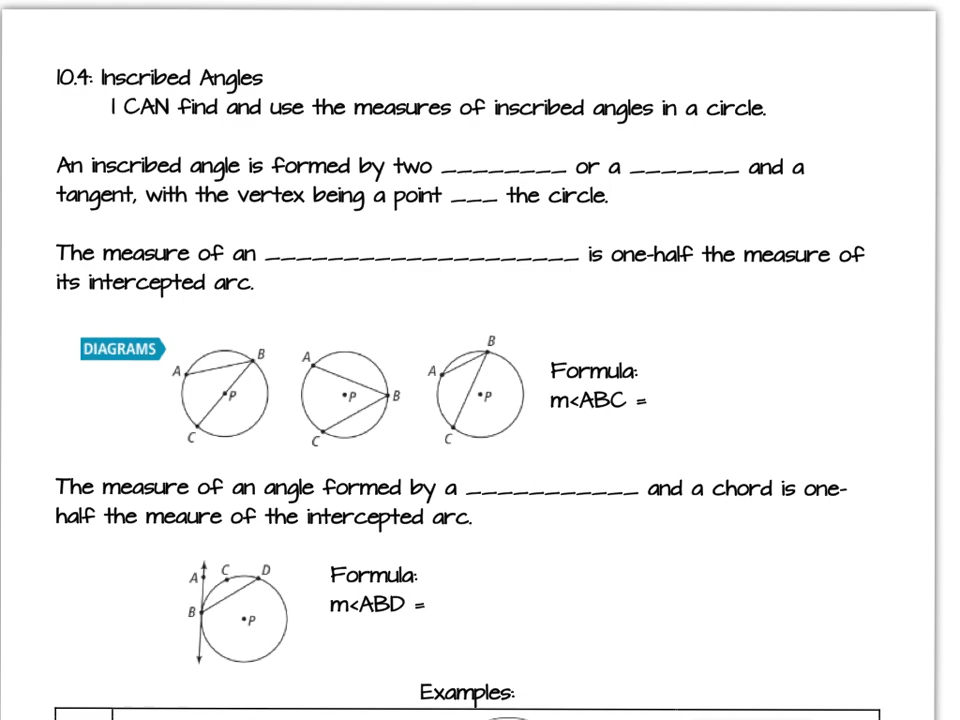 10.4: Inscribed Angles
I CAN find and use the measures of inscribed angles in a circle.
An inscribed angle is formed by two ________ or a _______ and a
tangent, with the vertex being a point ___ the circle.
The measure of an ____________________ is one-half the measure of
its intercepted arc.
DIAGRAMS
A B P C
A P B C
B A P C
Formula:
m<ABC =
The measure of an angle formed by a ___________ and a chord is one-
half the meaure of the intercepted arc.
A C D B P
Formula:
m<ABD =
Examples: